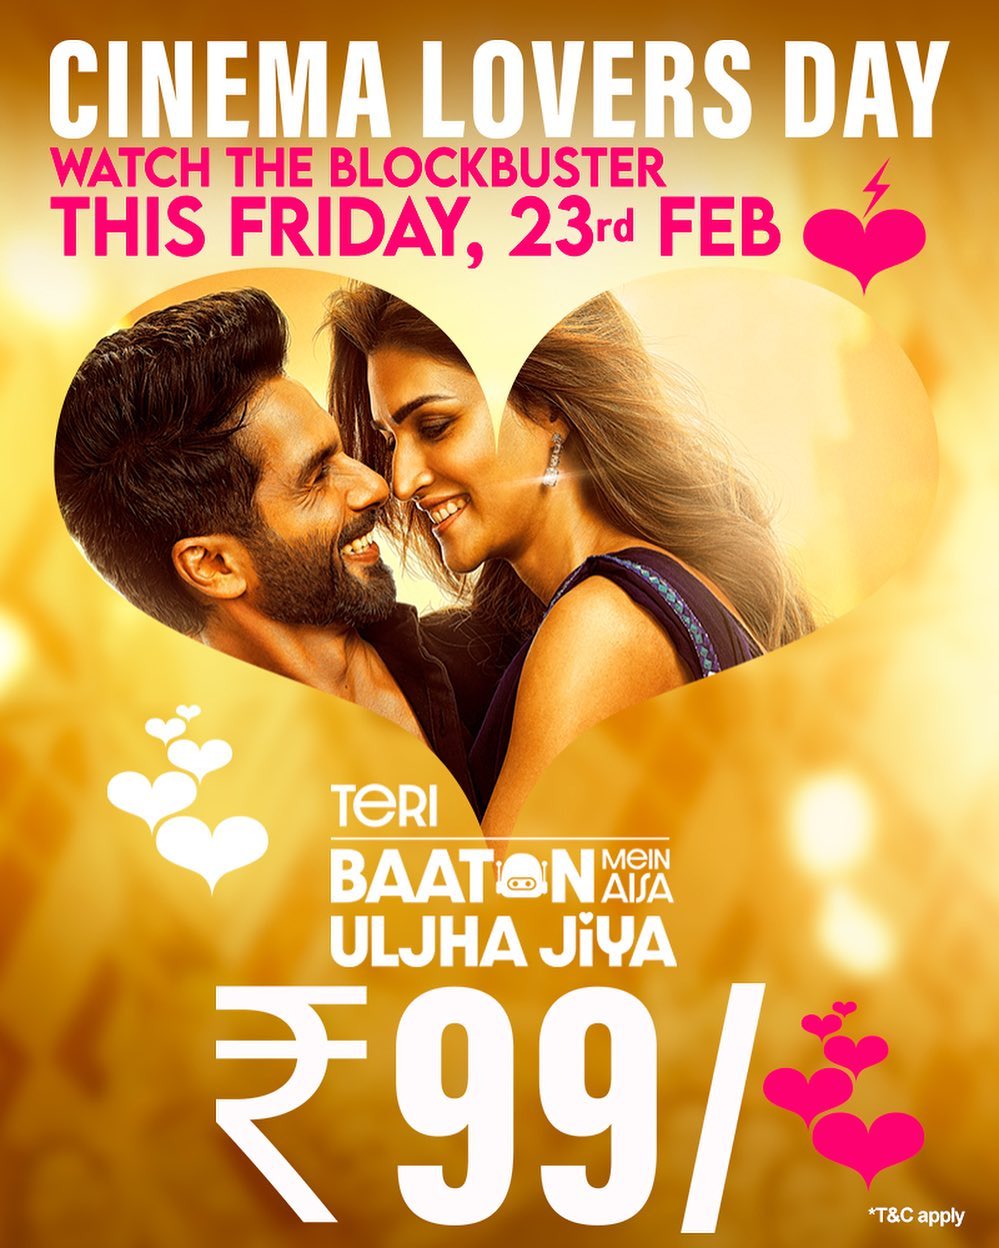 CINEMA LOVERS DAY
WATCH THE BLOCKBUSTER
THIS FRIDAY, 23rd FEB
TERI
BAATON MEIN AISA
ULJHA JIYA
₹99/
*T&C apply